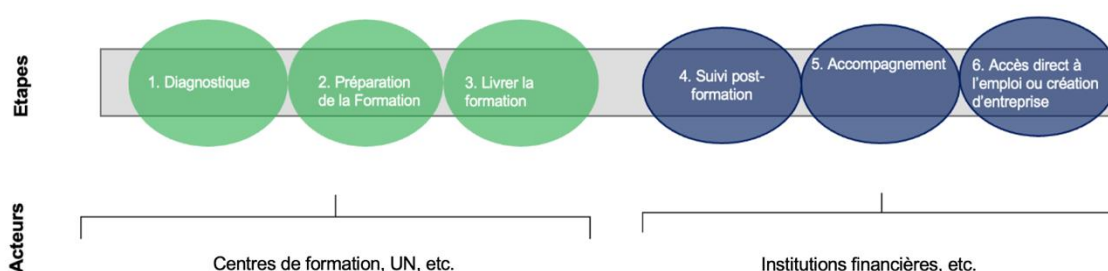 Etapes
1. Diagnostique
2. Préparation
de la Formation
3. Livrer la
formation
4. Suivi post-
formation
5. Accompagnement
6. Accès direct à
l'emploi ou création
d'entreprise
Acteurs
Centres de formation, UN, etc.
Institutions financières, etc.